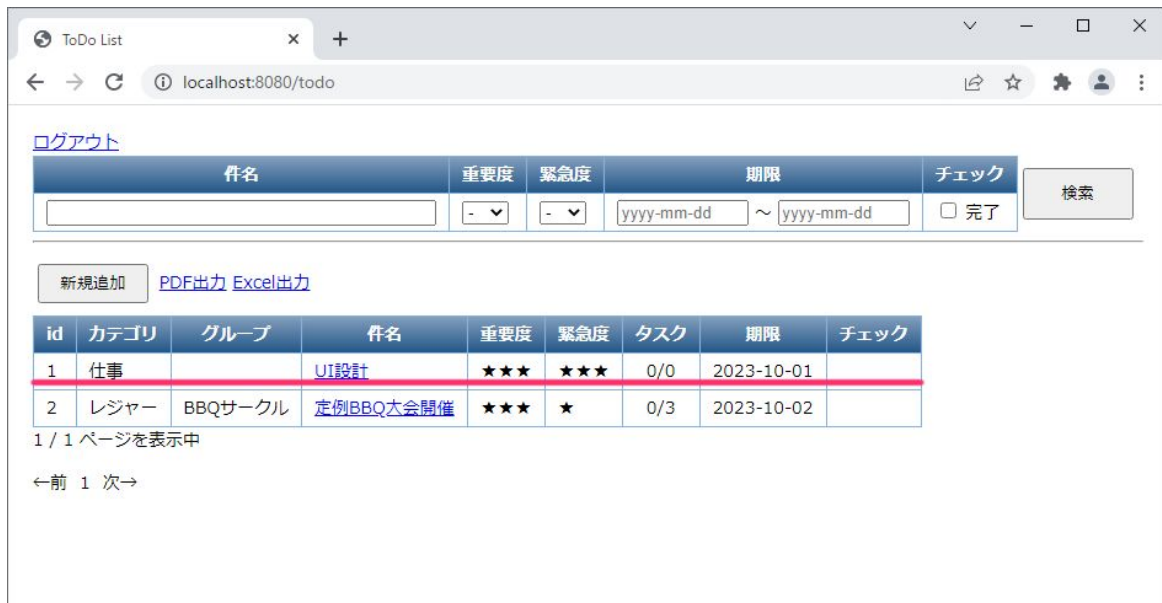 ToDo List
localhost:8080/todo
ログアウト
件名 重要度 緊急度 期限 チェック
- - yyyy-mm-dd ～ yyyy-mm-dd 完了 検索
新規追加 PDF出力 Excel出力
id カテゴリ グループ 件名 重要度 緊急度 タスク 期限 チェック
1 仕事 UI設計 ★★★ ★★★ 0/0 2023-10-01
2 レジャー BBQサークル 定例BBQ大会開催 ★★★ ★ 0/3 2023-10-02
1 / 1 ページを表示中
←前 1 次→